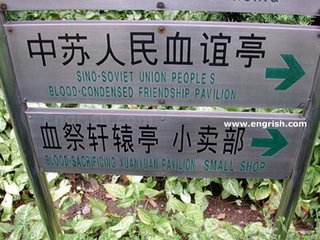 中苏人民血谊亭
SINO-SOVIET UNION PEOPLE S
BLOOD-CONDENSED FRIENDSHIP PAVILION
www.engrish.com
血祭轩辕亭 小卖部
BLOOD-SACRIFICING XUANYUAN PAVILION SMALL SHOP